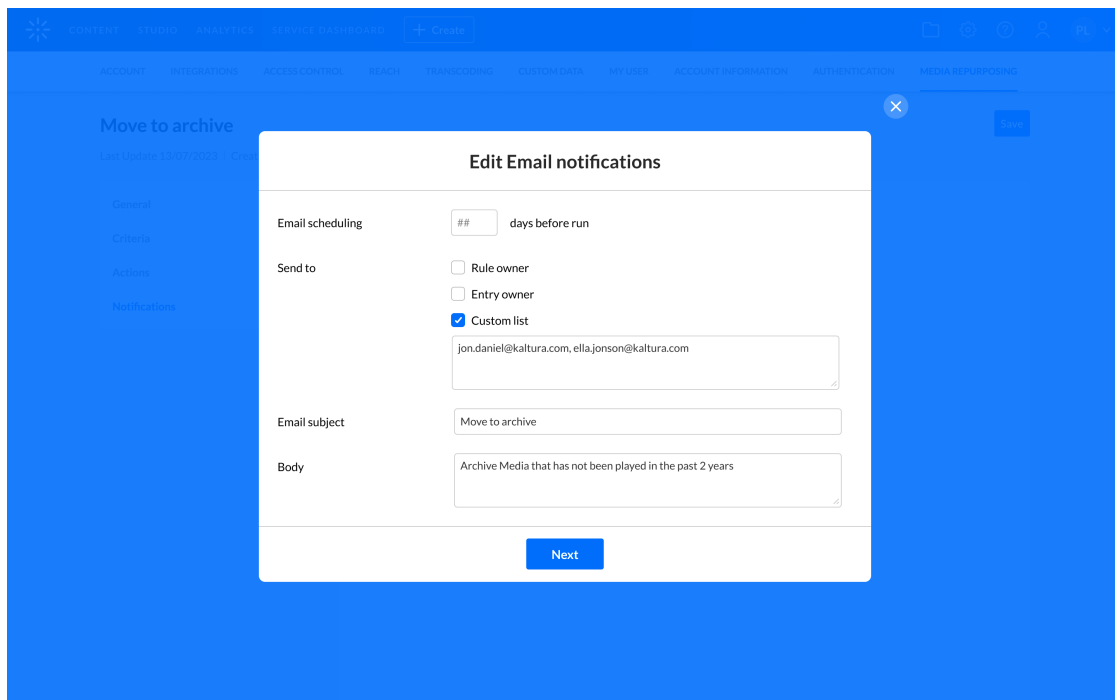 CONTENT STUDIO ANALYTICS SERVICE DASHBOARD + Create PL
ACCOUNT INTEGRATIONS ACCESS CONTROL REACH TRANSCODING CUSTOM DATA MY USER ACCOUNT INFORMATION AUTHENTICATION MEDIA REPURPOSING
Move to archive
Save
Last Update 13/07/2023 | Creat
General
Criteria
Actions
Notifications
Edit Email notifications
Email scheduling ## days before run
Send to Rule owner
Entry owner
Custom list
jon.daniel@kaltura.com, ella.jonson@kaltura.com
Email subject Move to archive
Body Archive Media that has not been played in the past 2 years
Next